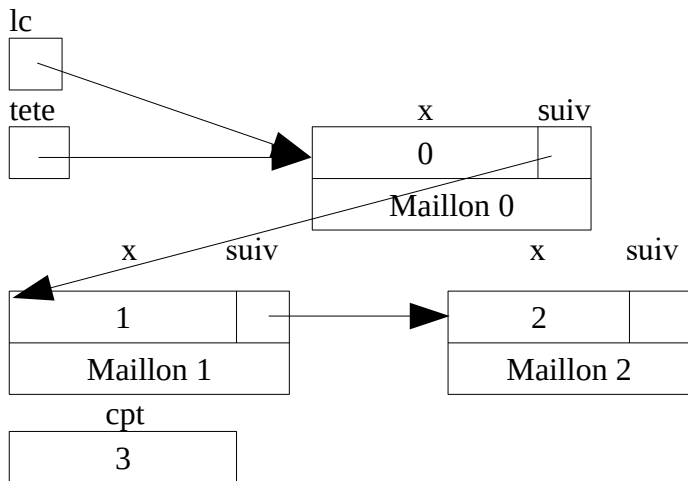 lc
tete
x suiv
0
Maillon 0
x suiv x suiv
1 2
Maillon 1 Maillon 2
cpt
3